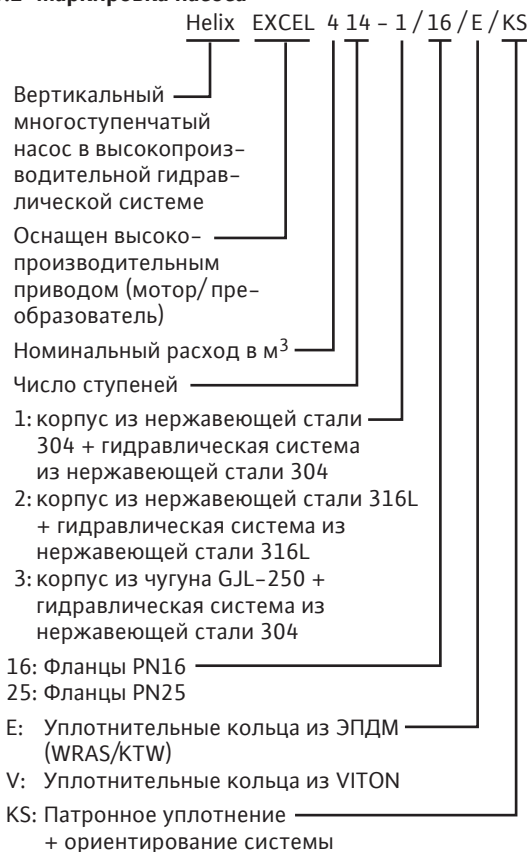 Helix EXCEL 4 14 - 1 / 16 / E / KS
Вертикальный
многоступенчатый
насос в высокопроиз-
водительной гидрав-
лической системе
Оснащен высоко-
производительным
приводом (мотор/ пре-
образователь)
Номинальный расход в м3
Число ступеней
1: корпус из нержавеющей стали
304 + гидравлическая система
из нержавеющей стали 304
2: корпус из нержавеющей стали 316L
+ гидравлическая система из
нержавеющей стали 316L
3: корпус из чугуна GJL-250 +
гидравлическая система из
нержавеющей стали 304
16: Фланцы PN16
25: Фланцы PN25
E: Уплотнительные кольца из ЭПДМ
(WRAS/KTW)
V: Уплотнительные кольца из VITON
KS: Патронное уплотнение
+ ориентирование системы